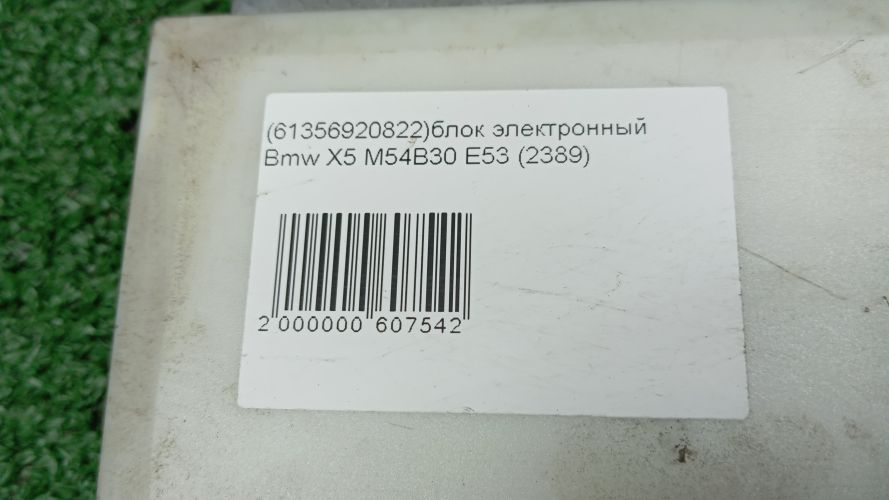 (61356920822)блок электронный
Bmw X5 M54B30 E53 (2389)
2 000000 607542